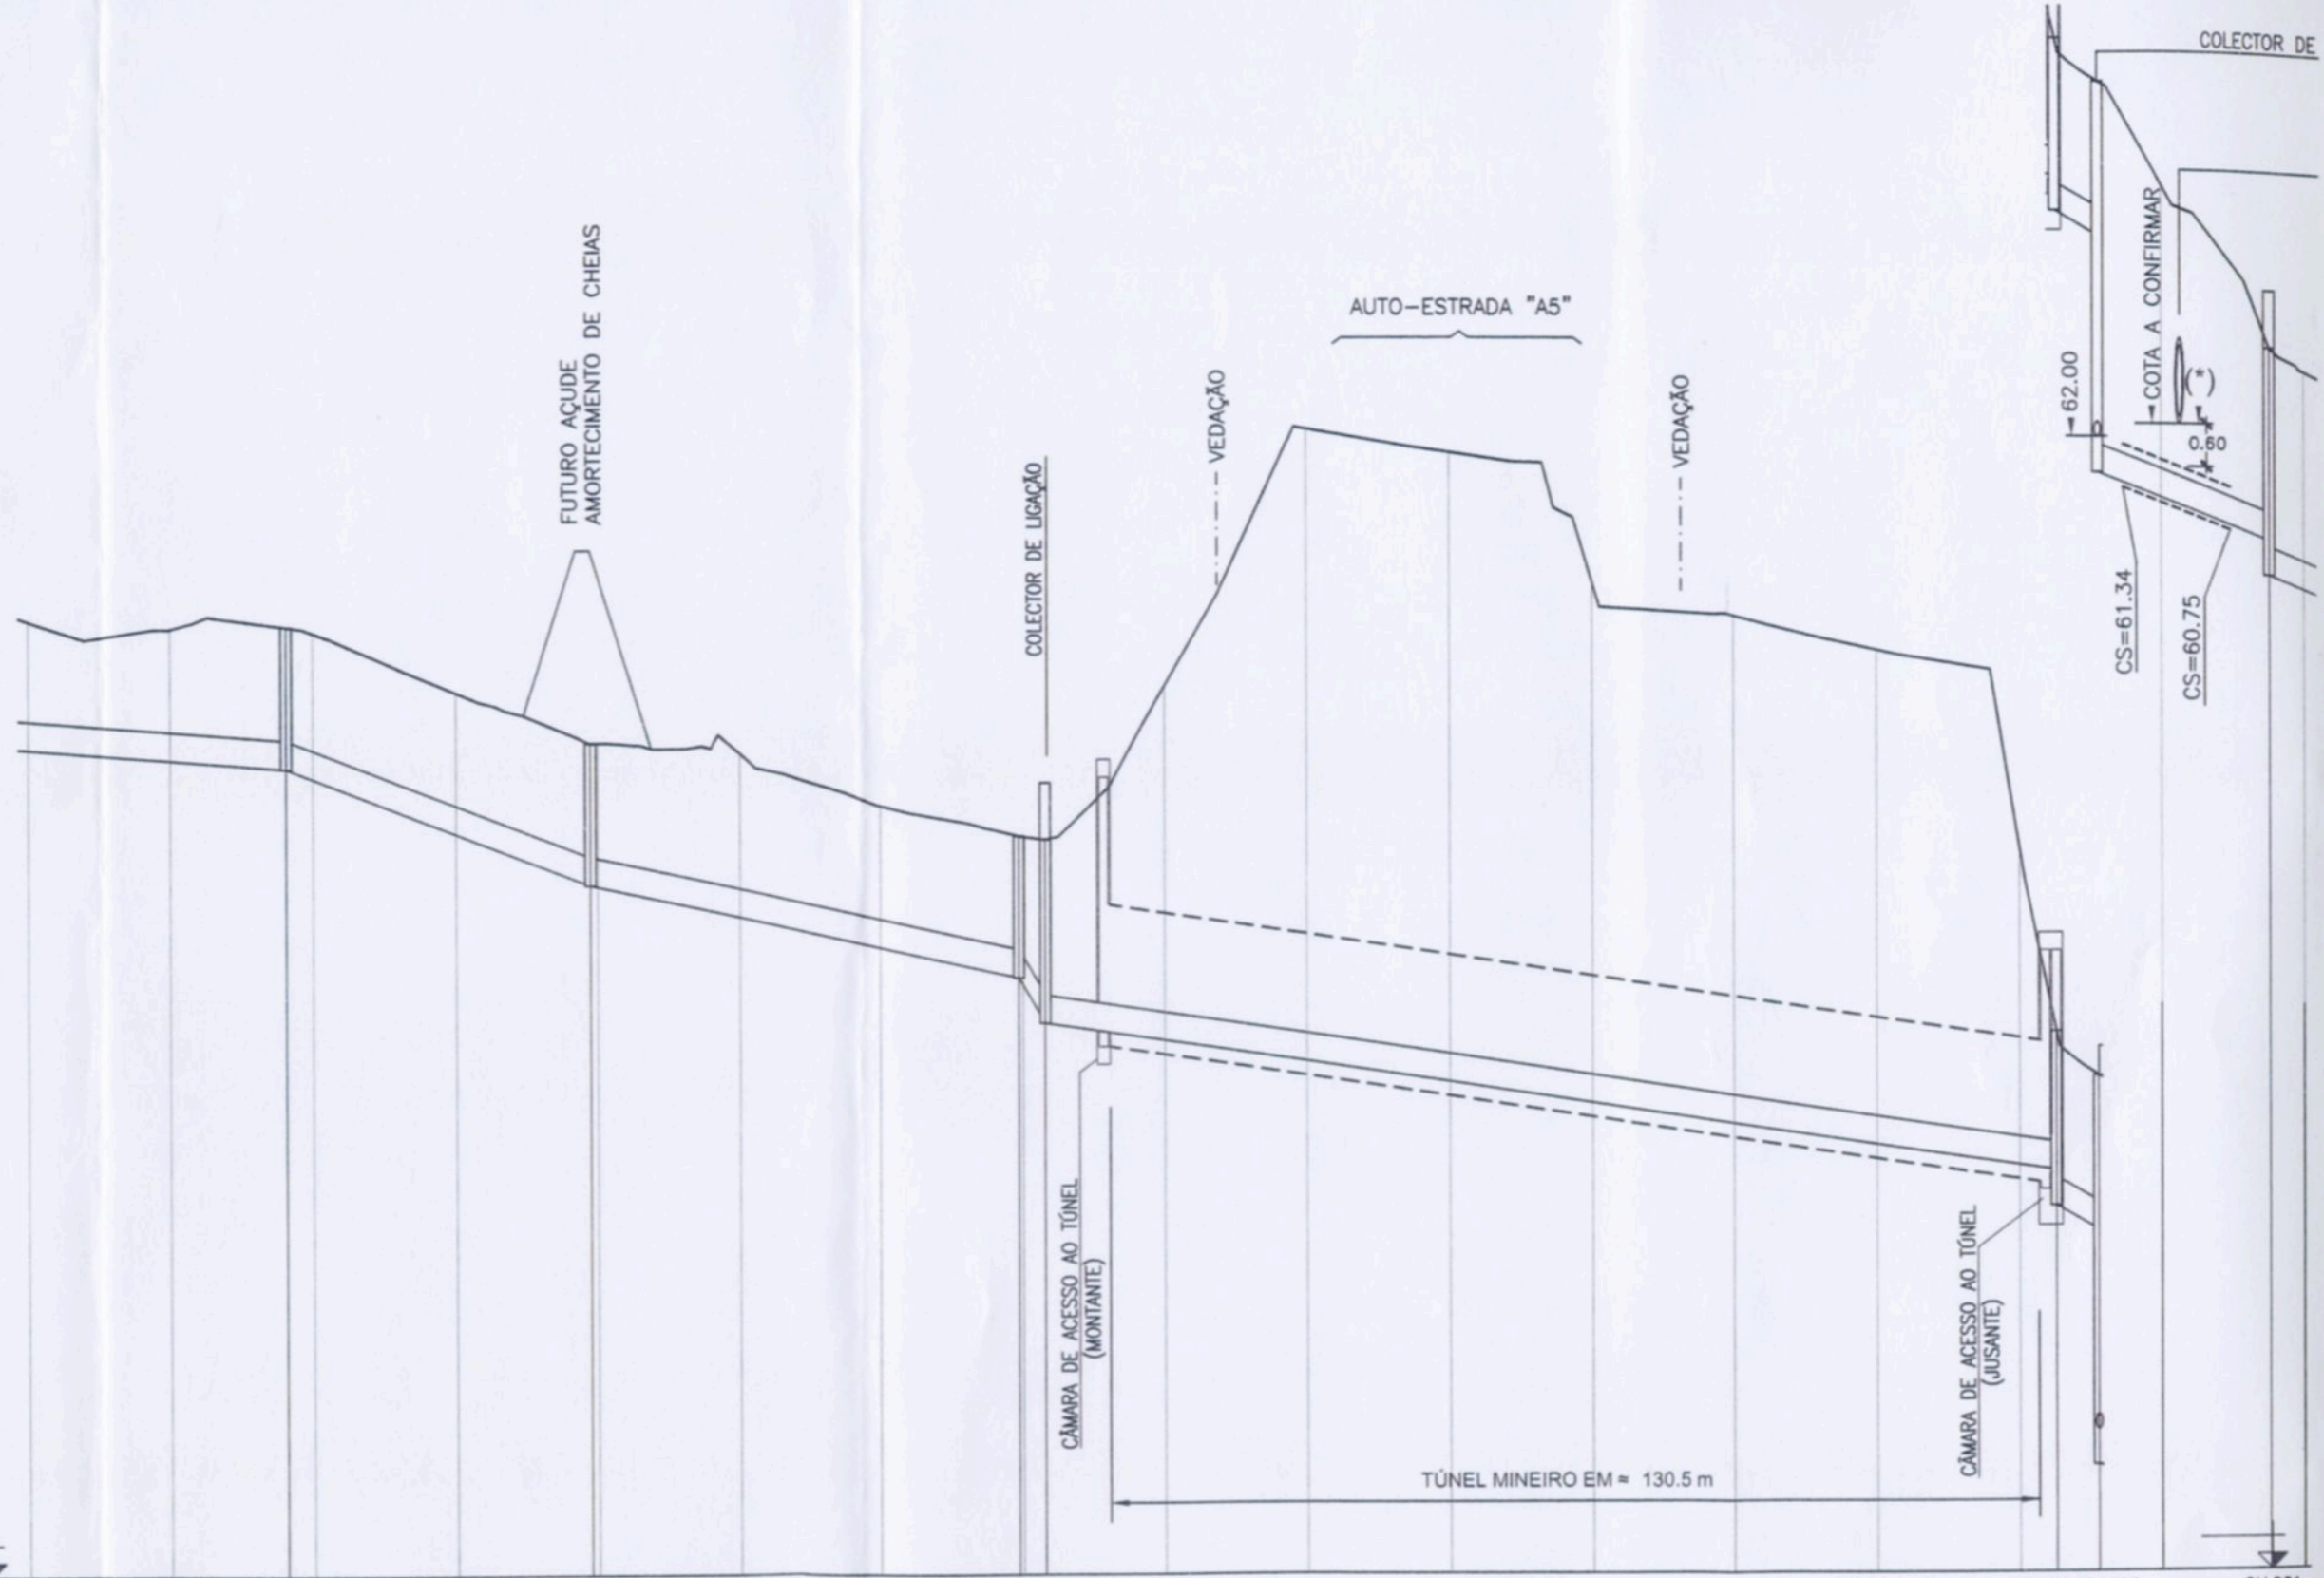 COLECTOR DE
FUTURO AÇUDE
AMORTECIMENTO DE CHEIAS
COLECTOR DE LIGAÇÃO
VEDAÇÃO
AUTO-ESTRADA "A5"
VEDAÇÃO
62.00
COTA A CONFIRMAR
(*)
0.60
CS=61.34
CS=60.75
CÂMARA DE ACESSO AO TÚNEL
(MONTANTE)
CÂMARA DE ACESSO AO TÚNEL
(JUSANTE)
TÚNEL MINEIRO EM ≈ 130.5 m